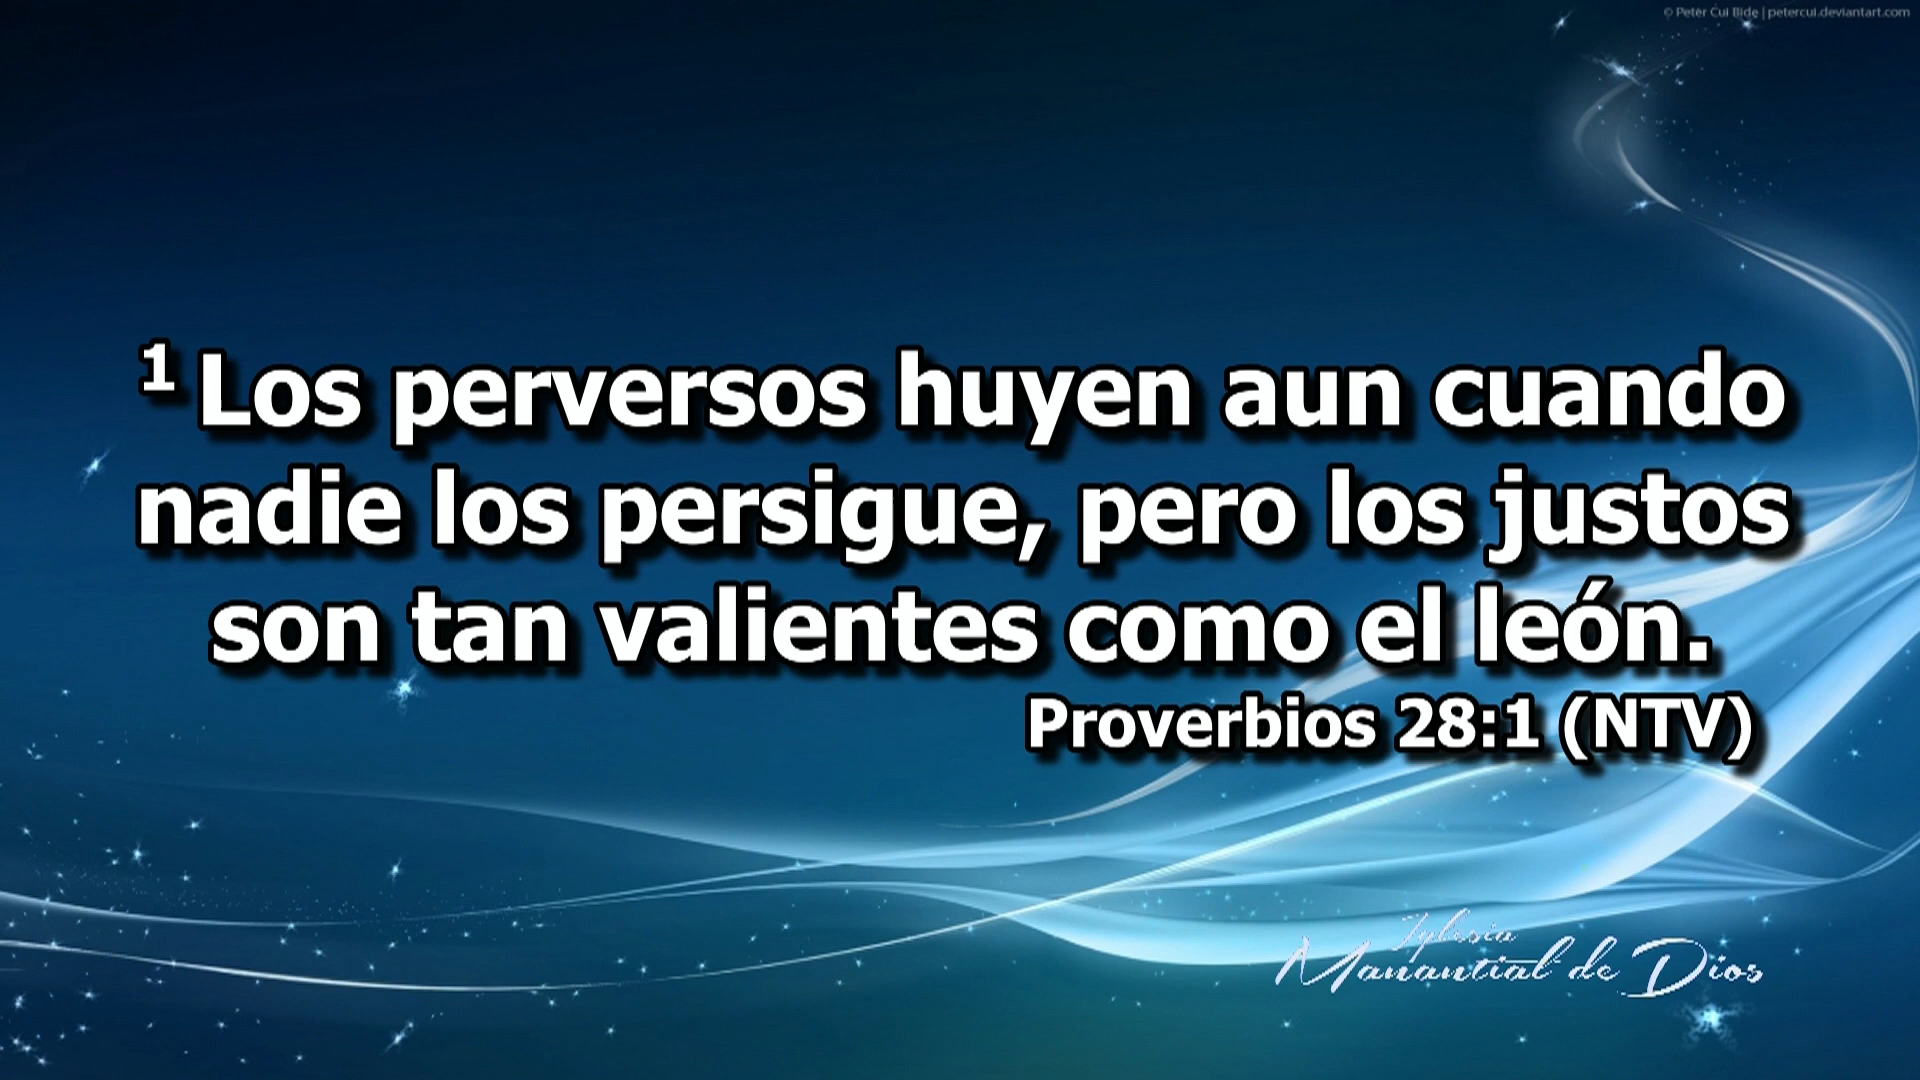 © Peter Cui Bide | petercui.deviantart.com
1 Los perversos huyen aun cuando
nadie los persigue, pero los justos
son tan valientes como el león.
Proverbios 28:1 (NTV)
Iglesia
Manantial de Dios